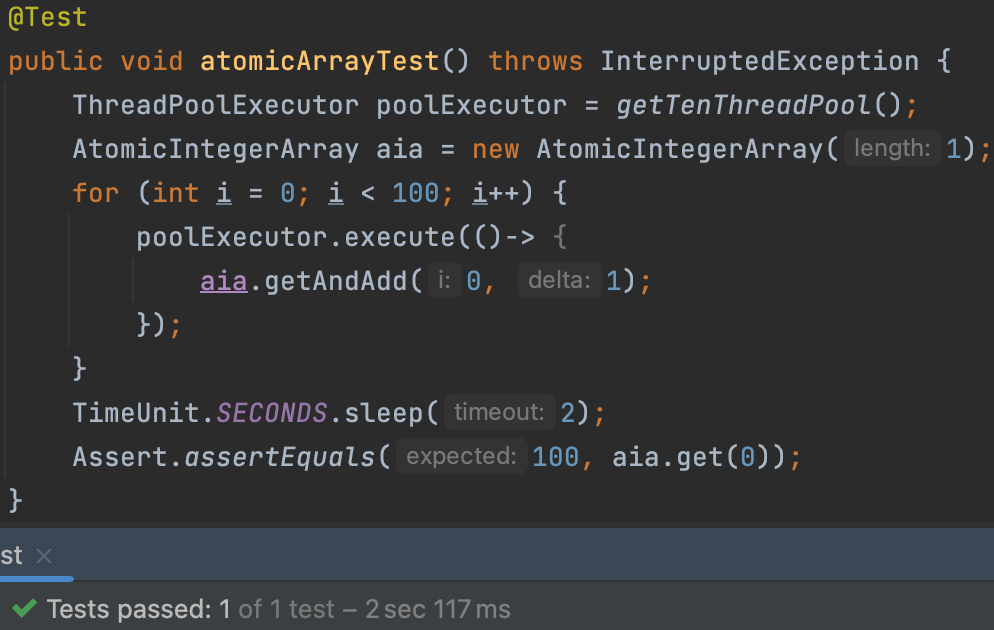 @Test
public void atomicArrayTest() throws InterruptedException {
ThreadPoolExecutor poolExecutor = getTenThreadPool();
AtomicIntegerArray aia = new AtomicIntegerArray( length: 1);
for (int i = 0; i < 100; i++) {
poolExecutor.execute(()-> {
aia.getAndAdd( i: 0, delta: 1);
});
}
TimeUnit.SECONDS.sleep( timeout: 2);
Assert.assertEquals( expected: 100, aia.get(0));
}
st ×
Tests passed: 1 of 1 test – 2 sec 117 ms